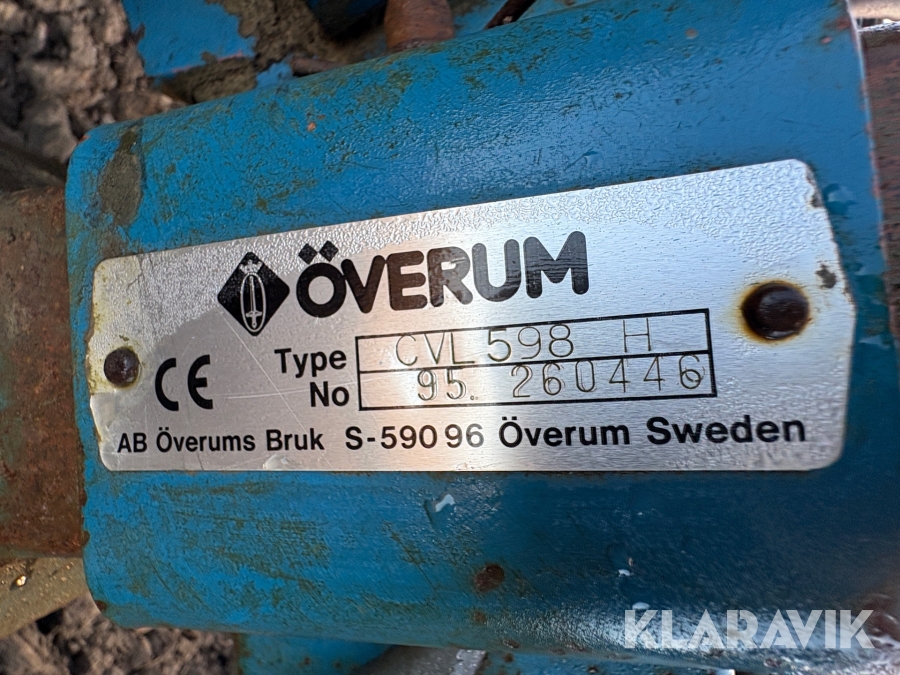 ÖVERUM
CE
Type CVL 598 H
No 95. 260446
AB Överums Bruk S-590 96 Överum Sweden
KLARAVIK